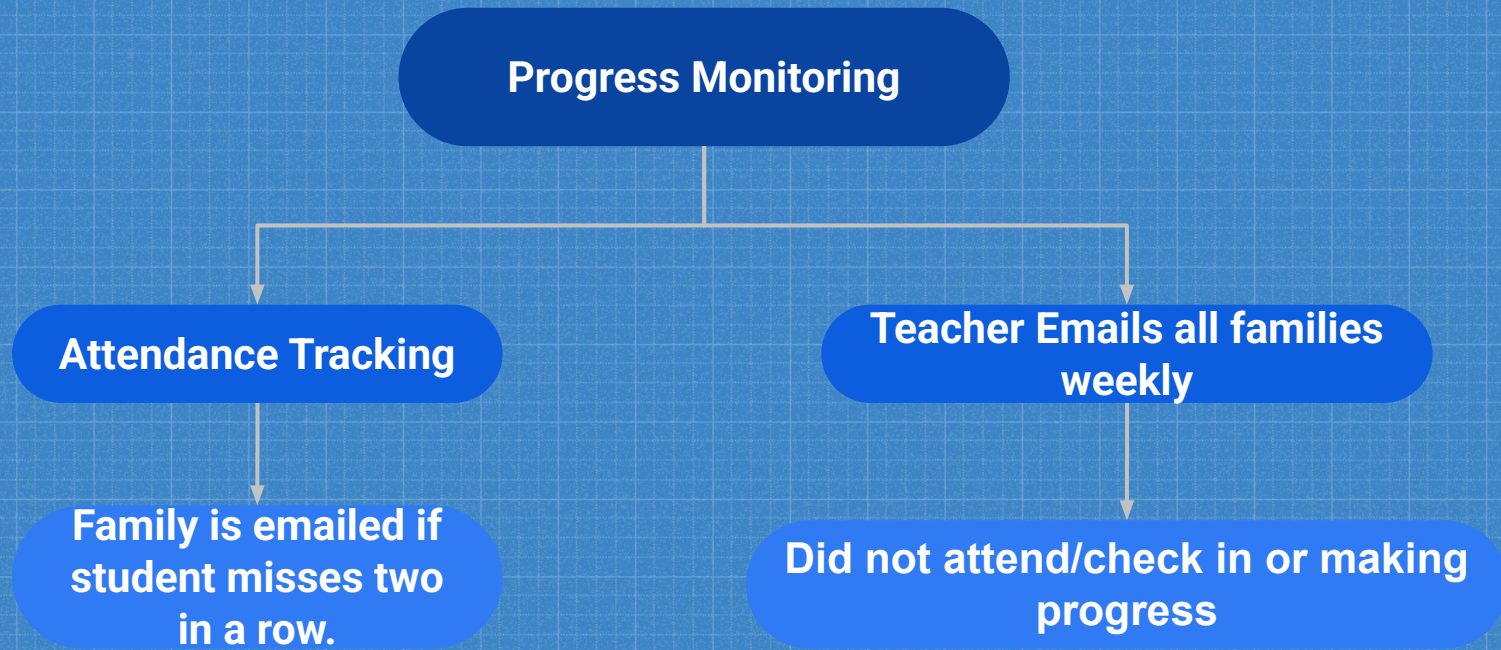 Progress Monitoring
Attendance Tracking
Teacher Emails all families
weekly
Family is emailed if
student misses two
in a row.
Did not attend/check in or making
progress